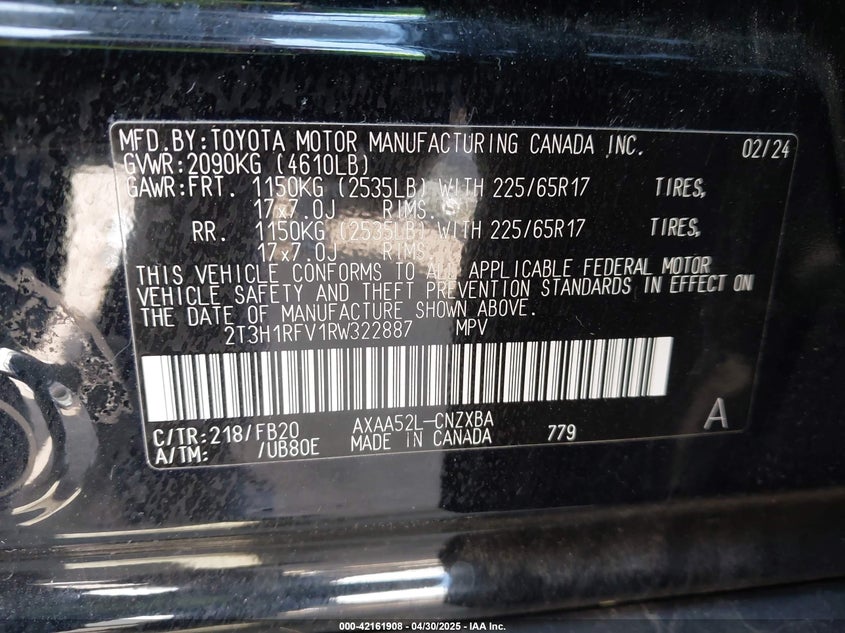 MFD.BY:TOYOTA MOTOR MANUFACTURING CANADA INC. 02/24
GVWR:2090KG (4610LB)
GAWR:FRT. 1150KG (2535LB) WITH 225/65R17 TIRES,
17x7.0J RIMS.
RR. 1150KG (2535LB) WITH 225/65R17 TIRES,
17x7.0J RIMS.
THIS VEHICLE CONFORMS TO ALL APPLICABLE FEDERAL MOTOR
VEHICLE SAFETY AND THEFT PREVENTION STANDARDS IN EFFECT ON
THE DATE OF MANUFACTURE SHOWN ABOVE.
2T3H1RFV1RW322887 MPV
C/TR:218/FB20 AXAA52L-CNZXBA
A/TM: /UB80E MADE IN CANADA 779 A
000-42161908 - 04/30/2025 - IAA Inc.